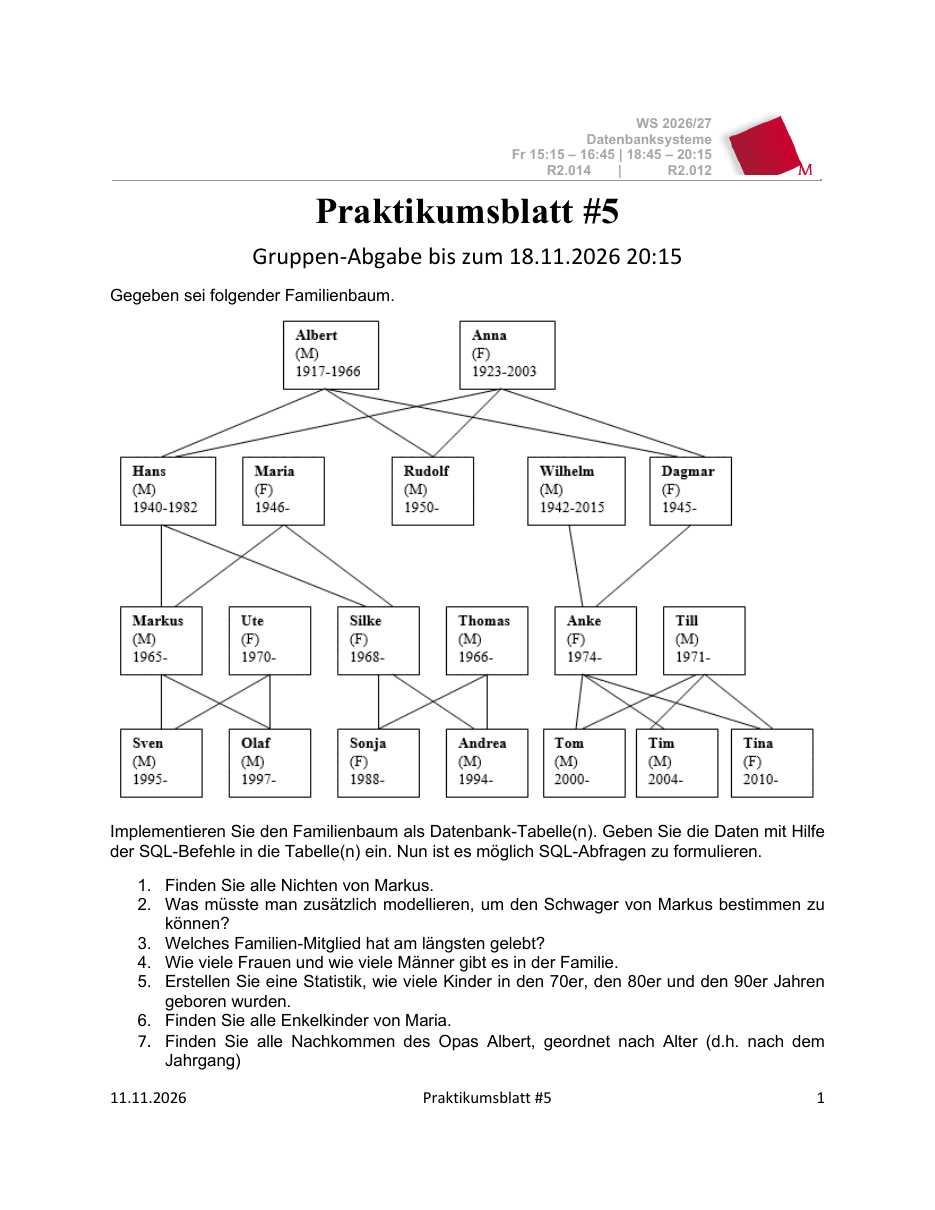 WS 2026/27
Datenbanksysteme
Fr 15:15 – 16:45 | 18:45 – 20:15
R2.014 | R2.012
M
Praktikumsblatt #5
Gruppen-Abgabe bis zum 18.11.2026 20:15
Gegeben sei folgender Familienbaum.
Albert
(M)
1917-1966
Anna
(F)
1923-2003
Hans
(M)
1940-1982
Maria
(F)
1946-
Rudolf
(M)
1950-
Wilhelm
(M)
1942-2015
Dagmar
(F)
1945-
Markus
(M)
1965-
Ute
(F)
1970-
Silke
(F)
1968-
Thomas
(M)
1966-
Anke
(F)
1974-
Till
(M)
1971-
Sven
(M)
1995-
Olaf
(M)
1997-
Sonja
(F)
1988-
Andrea
(M)
1994-
Tom
(M)
2000-
Tim
(M)
2004-
Tina
(F)
2010-
Implementieren Sie den Familienbaum als Datenbank-Tabelle(n). Geben Sie die Daten mit Hilfe
der SQL-Befehle in die Tabelle(n) ein. Nun ist es möglich SQL-Abfragen zu formulieren.
1. Finden Sie alle Nichten von Markus.
2. Was müsste man zusätzlich modellieren, um den Schwager von Markus bestimmen zu
können?
3. Welches Familien-Mitglied hat am längsten gelebt?
4. Wie viele Frauen und wie viele Männer gibt es in der Familie.
5. Erstellen Sie eine Statistik, wie viele Kinder in den 70er, den 80er und den 90er Jahren
geboren wurden.
6. Finden Sie alle Enkelkinder von Maria.
7. Finden Sie alle Nachkommen des Opas Albert, geordnet nach Alter (d.h. nach dem
Jahrgang)
11.11.2026 Praktikumsblatt #5 1